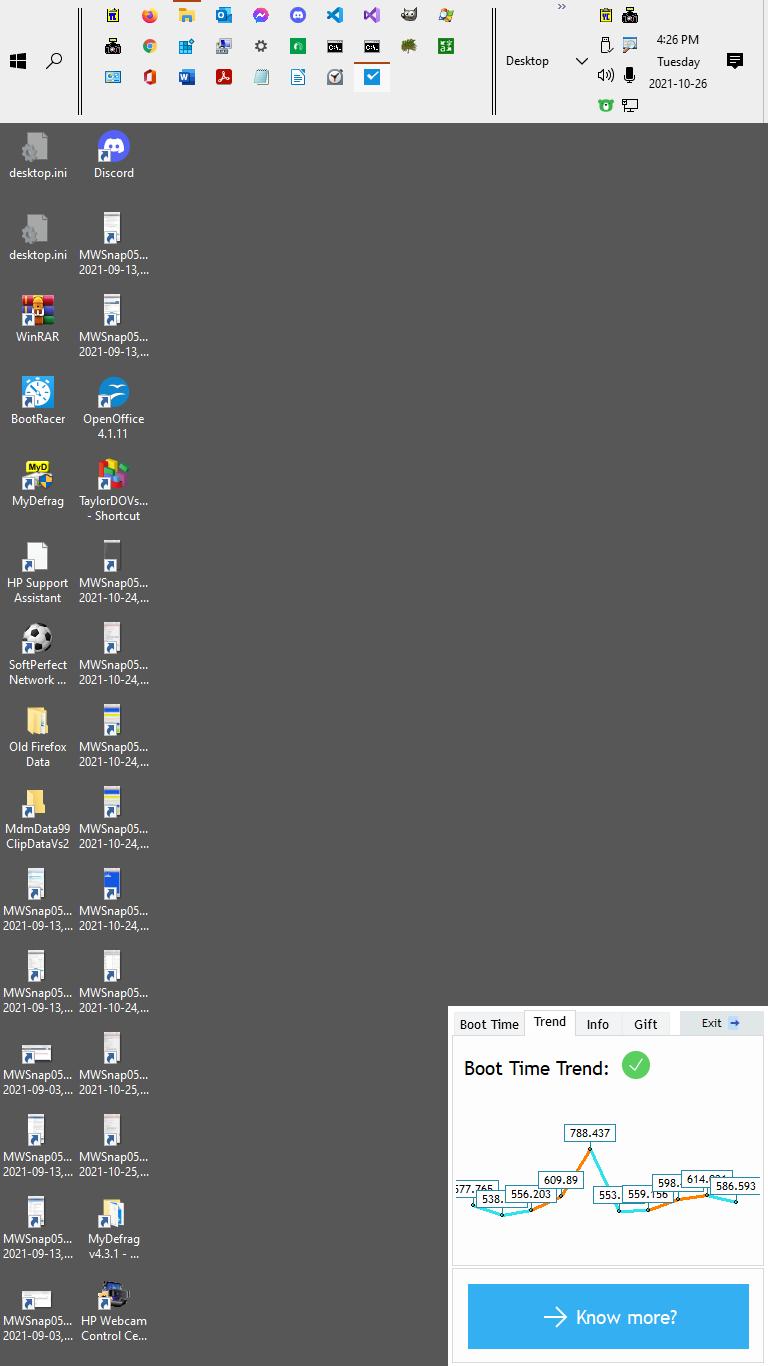 Desktop
4:26 PM
Tuesday
2021-10-26
desktop.ini
Discord
desktop.ini
MWSnap05...
2021-09-13,...
WinRAR
MWSnap05...
2021-09-13,...
BootRacer
OpenOffice
4.1.11
MyDefrag
TaylorDOVs...
- Shortcut
HP Support
Assistant
MWSnap05...
2021-10-24,...
SoftPerfect
Network ...
MWSnap05...
2021-10-24,...
Old Firefox
Data
MWSnap05...
2021-10-24,...
MdmData99
ClipDataVs2
MWSnap05...
2021-10-24,...
MWSnap05...
2021-09-13,...
MWSnap05...
2021-10-24,...
MWSnap05...
2021-09-13,...
MWSnap05...
2021-10-24,...
MWSnap05...
2021-09-03,...
MWSnap05...
2021-10-25,...
MWSnap05...
2021-09-13,...
MWSnap05...
2021-10-25,...
MWSnap05...
2021-09-13,...
MyDefrag
v4.3.1 - ...
MWSnap05...
2021-09-03,...
HP Webcam
Control Ce...
Boot Time Trend Info Gift Exit
Boot Time Trend:
788.437
609.89
556.203
538.
553.
559.156
598.
586.593
Know more?